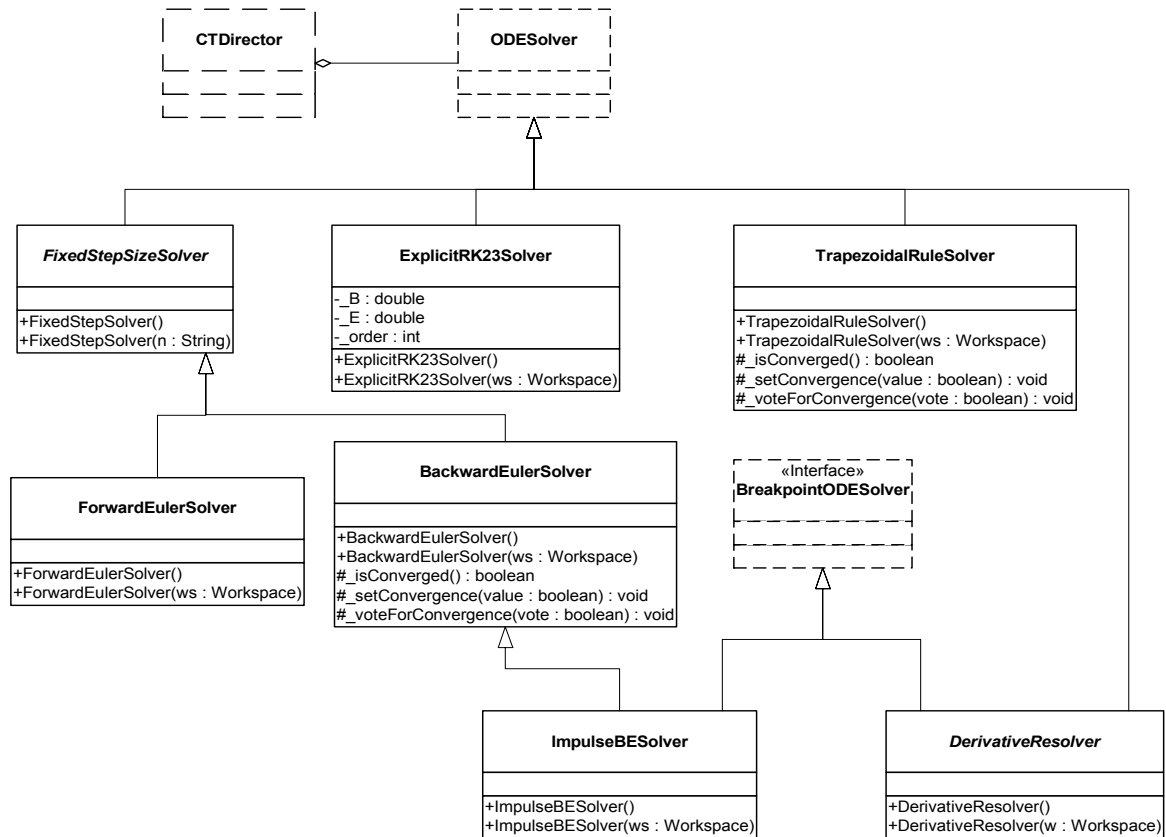 CTDirector
ODESolver
FixedStepSizeSolver
+FixedStepSolver()
+FixedStepSolver(n : String)
ExplicitRK23Solver
-_B : double
-_E : double
-_order : int
+ExplicitRK23Solver()
+ExplicitRK23Solver(ws : Workspace)
TrapezoidalRuleSolver
+TrapezoidalRuleSolver()
+TrapezoidalRuleSolver(ws : Workspace)
#_isConverged() : boolean
#_setConvergence(value : boolean) : void
#_voteForConvergence(vote : boolean) : void
ForwardEulerSolver
+ForwardEulerSolver()
+ForwardEulerSolver(ws : Workspace)
BackwardEulerSolver
+BackwardEulerSolver()
+BackwardEulerSolver(ws : Workspace)
#_isConverged() : boolean
#_setConvergence(value : boolean) : void
#_voteForConvergence(vote : boolean) : void
«Interface»
BreakpointODESolver
ImpulseBESolver
+ImpulseBESolver()
+ImpulseBESolver(ws : Workspace)
DerivativeResolver
+DerivativeResolver()
+DerivativeResolver(w : Workspace)